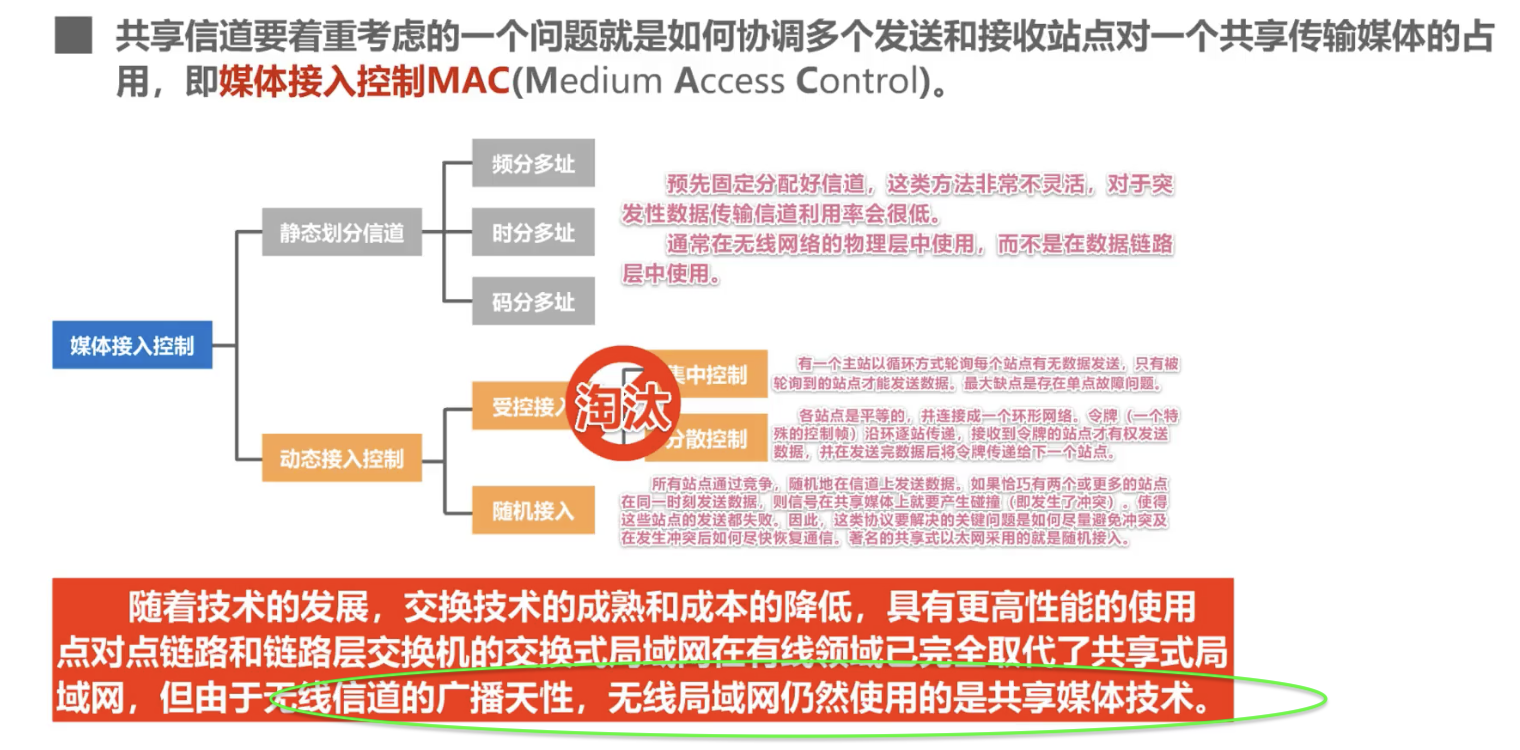 共享信道要着重考虑的一个问题就是如何协调多个发送和接收站点对一个共享传输媒体的占
用，即媒体接入控制MAC(Medium Access Control)。
频分多址
预先固定分配好信道，这类方法非常不灵活，对于突
发性数据传输信道利用率会很低。
通常在无线网络的物理层中使用，而不是在数据链路
层中使用。
静态划分信道
时分多址
码分多址
媒体接入控制
集中控制
有一个主站以循环方式轮询每个站点有无数据发送，只有被
轮询到的站点才能发送数据。最大缺点是存在单点故障问题。
受控接入
淘汰
分散控制
各站点是平等的，并连接成一个环形网络。令牌（一个特
殊的控制帧）沿环逐站传递，接收到令牌的站点才有权发送
数据，并在发送完数据后将令牌传递给下一个站点。
动态接入控制
随机接入
所有站点通过竞争，随机地在信道上发送数据。如果恰巧有两个或更多的站点
在同一时刻发送数据，则信号在共享媒体上就要产生碰撞（即发生了冲突），使得
这些站点的发送都失败。因此，这类协议要解决的关键问题是如何尽量避免冲突及
在发生冲突后如何尽快恢复通信。著名的共享式以太网采用的就是随机接入。
随着技术的发展，交换技术的成熟和成本的降低，具有更高性能的使用
点对点链路和链路层交换机的交换式局域网在有线领域已完全取代了共享式局
域网，但由于无线信道的广播天性，无线局域网仍然使用的是共享媒体技术。